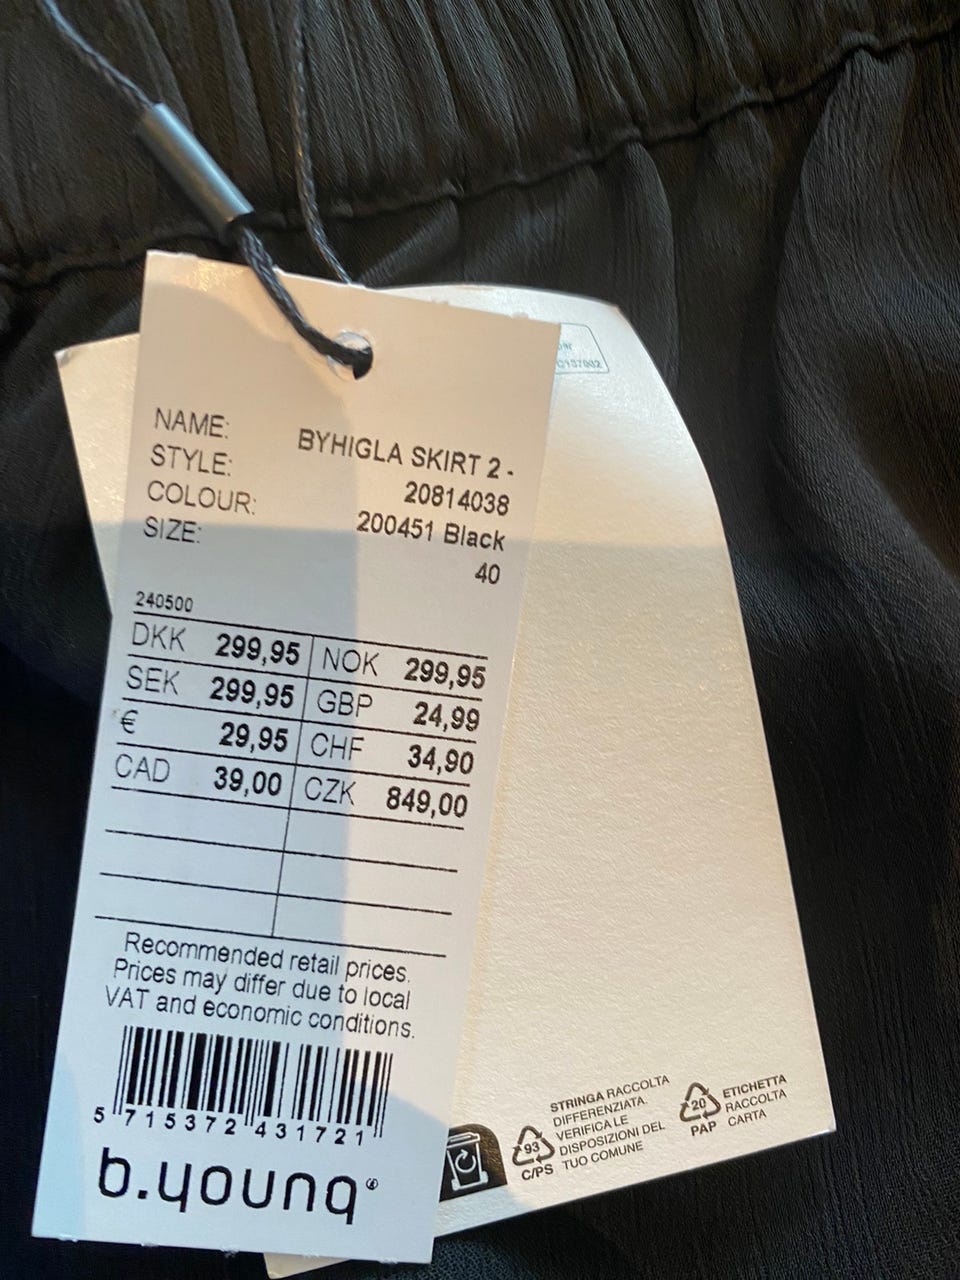 NAME: BYHIGLA SKIRT 2 -
STYLE: 20814038
COLOUR: 200451 Black
SIZE: 40
240500
DKK 299,95 NOK 299,95
SEK 299,95 GBP 24,99
€ 29,95 CHF 34,90
CAD 39,00 CZK 849,00
Recommended retail prices.
Prices may differ due to local
VAT and economic conditions.
5 715372 431721
b.young®
93
C/PS
STRINGA RACCOLTA
DIFFERENZIATA.
VERIFICA LE
DISPOSIZIONI DEL
TUO COMUNE
20
PAP
ETICHETTA
RACCOLTA
CARTA